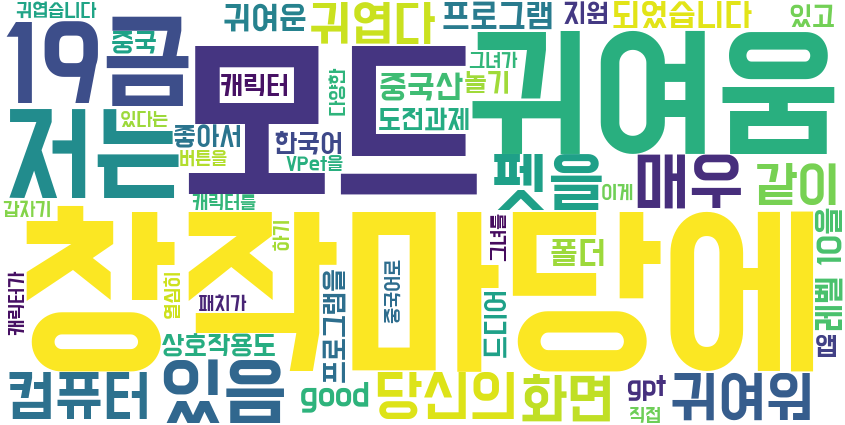 귀엽습니다
귀여운
귀엽다
프로그램
지원
되었습니다
있고
19금
중국
모드
캐릭터
다양한
그녀가
중국산
놀기
귀여움
저는
있다는
좋아서
버튼을
한국어
VPet을
도전과제
펫을
이게
매우
같이
갑자기
캐릭터를
창작마당에
하기
그녀를
폴더
레벨 10을
캐릭터가
열심히
패치가
프로그램을
중국어로
드디어
상호작용도
앱
컴퓨터
있음
good
당신의
화면
gpt
직접
귀여워